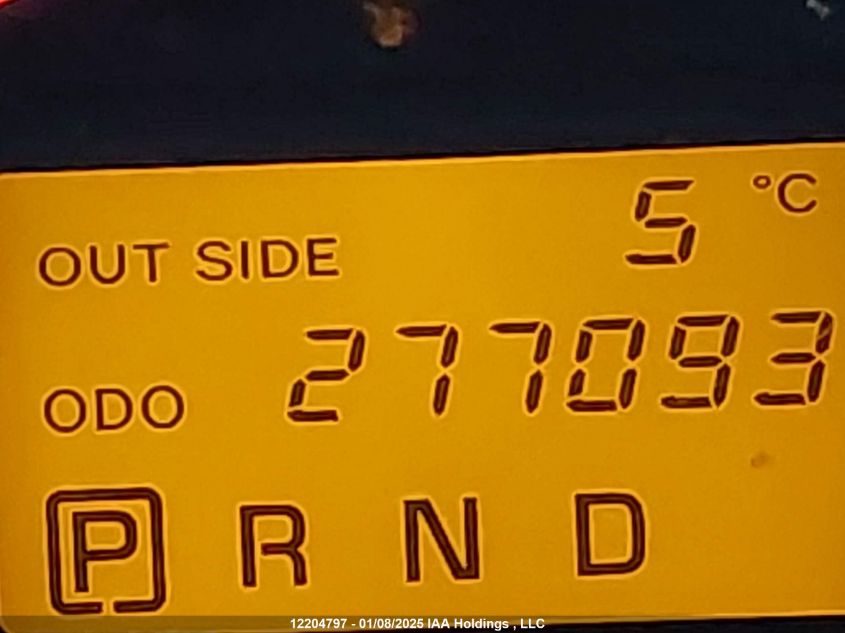 5 °C
OUT SIDE
ODO 277093
P R N D
12204797 - 01/08/2025 IAA Holdings , LLC